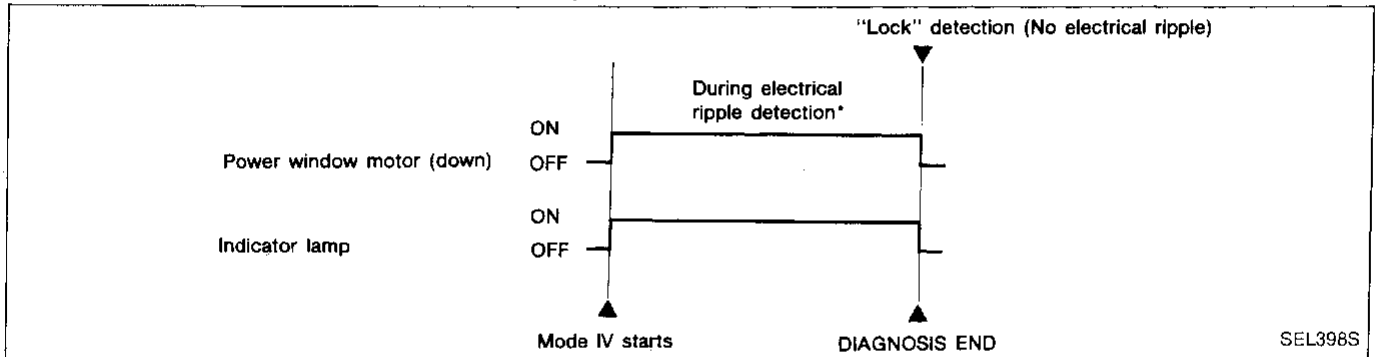 "Lock" detection (No electrical ripple)
During electrical
ripple detection*
ON
Power window motor (down) OFF
ON
Indicator lamp OFF
Mode IV starts DIAGNOSIS END
SEL398S